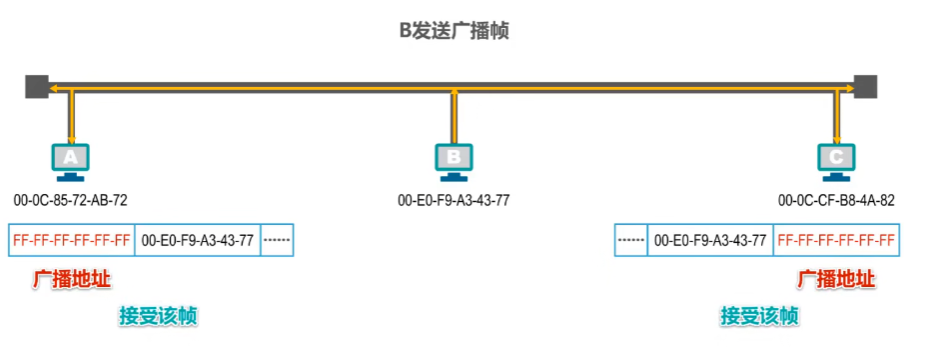 B发送广播帧
A
B
C
00-0C-85-72-AB-72
00-E0-F9-A3-43-77
00-0C-CF-B8-4A-82
FF-FF-FF-FF-FF-FF 00-E0-F9-A3-43-77 ······
······ 00-E0-F9-A3-43-77 FF-FF-FF-FF-FF-FF
广播地址
广播地址
接受该帧
接受该帧